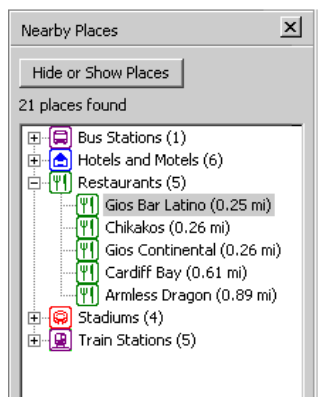 Nearby Places
Hide or Show Places
21 places found
Bus Stations (1)
Hotels and Motels (6)
Restaurants (5)
Gios Bar Latino (0.25 mi)
Chikakos (0.26 mi)
Gios Continental (0.26 mi)
Cardiff Bay (0.61 mi)
Armless Dragon (0.89 mi)
Stadiums (4)
Train Stations (5)